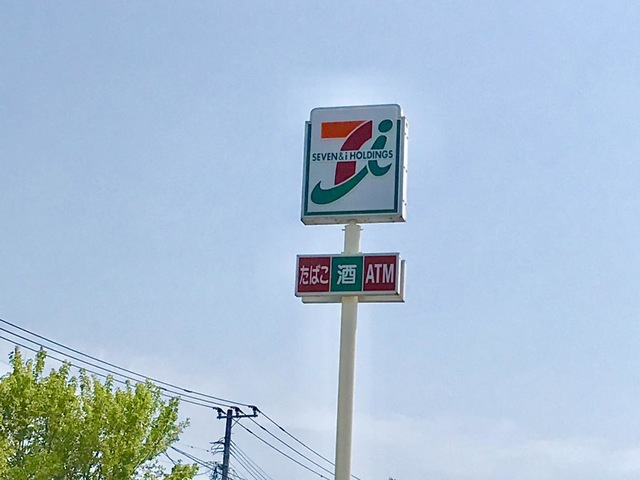 SEVEN&i HOLDINGS
たばこ 酒 ATM